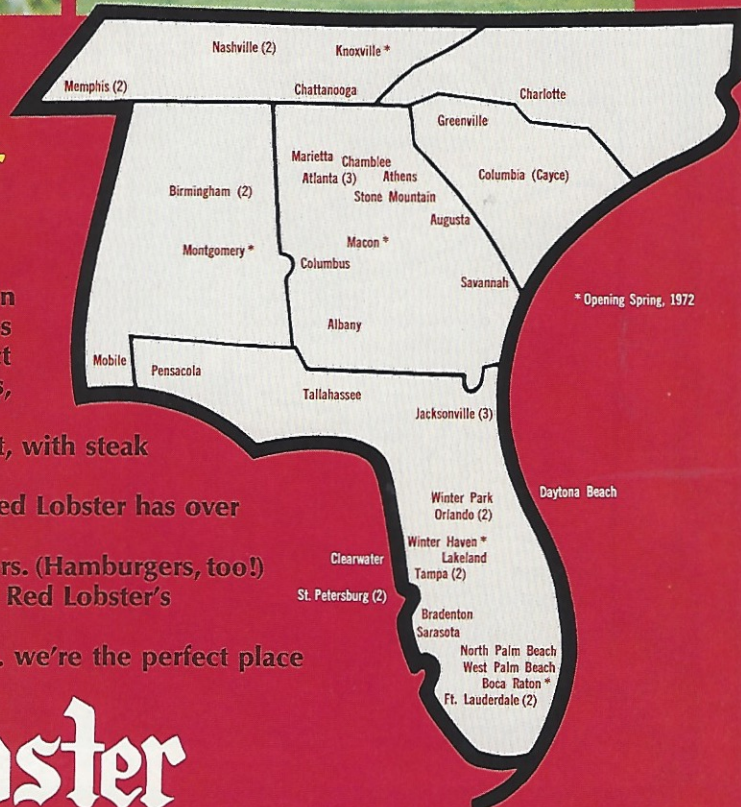 Nashville (2)
Knoxville *
Memphis (2)
Chattanooga
Charlotte
Greenville
Marietta
Chamblee
Atlanta (3)
Athens
Columbia (Cayce)
Birmingham (2)
Stone Mountain
Augusta
Montgomery *
Macon *
Columbus
Savannah
* Opening Spring, 1972
Albany
Mobile
Pensacola
Tallahassee
Jacksonville (3)
, with steak
Winter Park
Daytona Beach
Orlando (2)
ed Lobster has over
Winter Haven *
Clearwater
Lakeland
rs. (Hamburgers, too!)
Tampa (2)
St. Petersburg (2)
Red Lobster's
Bradenton
Sarasota
North Palm Beach
. we're the perfect place
West Palm Beach
Boca Raton *
Ft. Lauderdale (2)
bster